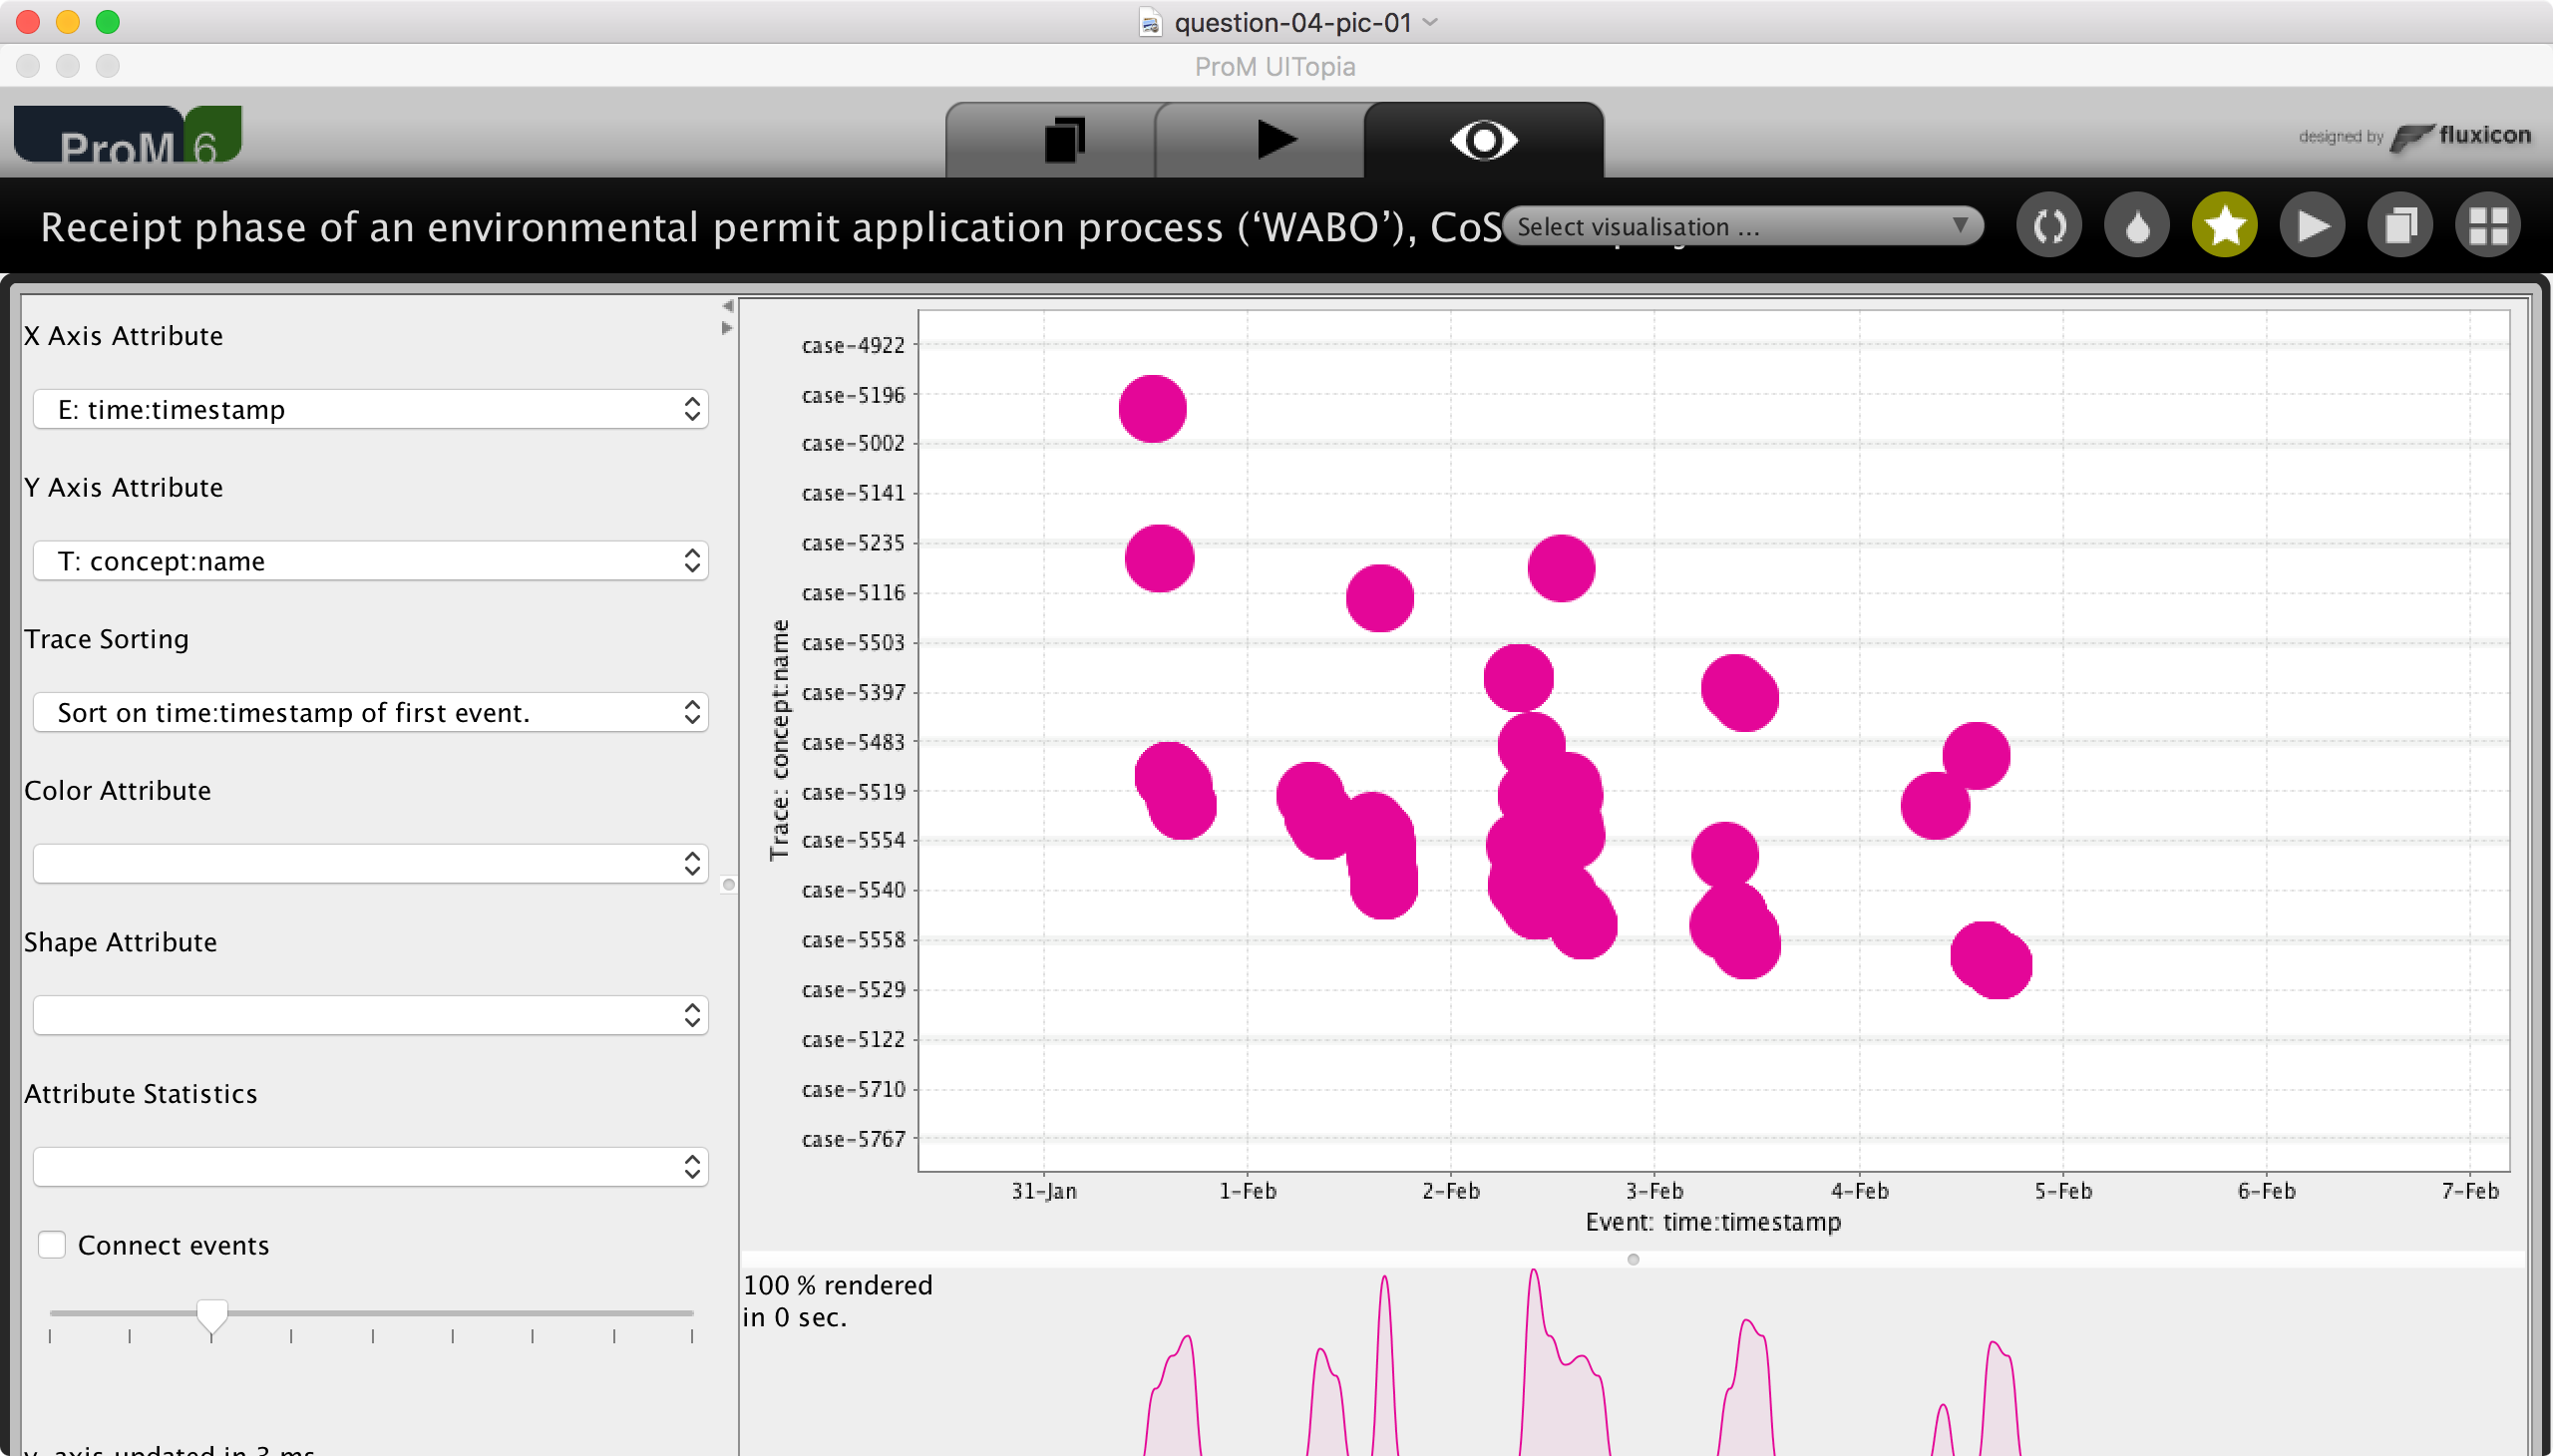 question-04-pic-01
ProM UITopia
ProM 6
designed by fluxicon
Receipt phase of an environmental permit application process (‘WABO’), CoS
Select visualisation ...
X Axis Attribute
E: time:timestamp
Y Axis Attribute
T: concept:name
Trace Sorting
Sort on time:timestamp of first event.
Color Attribute
Shape Attribute
Attribute Statistics
Connect events
Trace: concept:name
case-4922
case-5196
case-5002
case-5141
case-5235
case-5116
case-5503
case-5397
case-5483
case-5519
case-5554
case-5540
case-5558
case-5529
case-5122
case-5710
case-5767
31-Jan 1-Feb 2-Feb 3-Feb 4-Feb 5-Feb 6-Feb 7-Feb
Event: time:timestamp
100 % rendered
in 0 sec.
axis updated in 3 ms